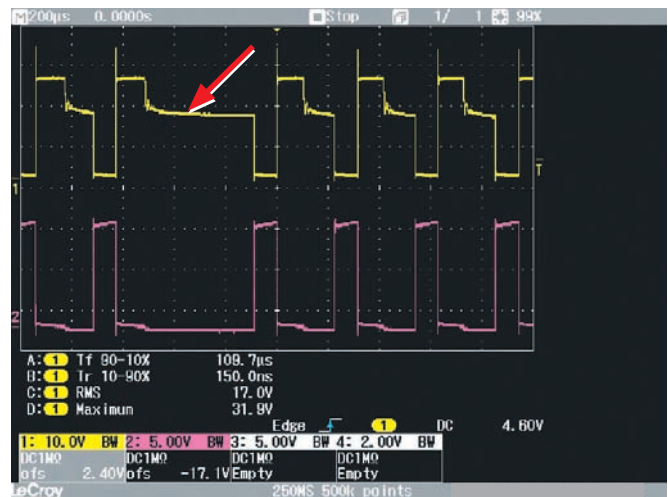 M 200µs 0.0000s Stop 1/ 1 99%
T
1
2
A: 1 Tf 90-10% 109.7µs
B: 1 Tr 10-90% 150.0ns
C: 1 RMS 17.0V
D: 1 Maximum 31.9V
Edge 1 DC 4.60V
1: 10.0V BW 2: 5.00V BW 3: 5.00V BW 4: 2.00V BW
DC1MΩ DC1MΩ DC1MΩ DC1MΩ
ofs 2.40V ofs -17.1V Empty Empty
LeCroy 250MS 500k points